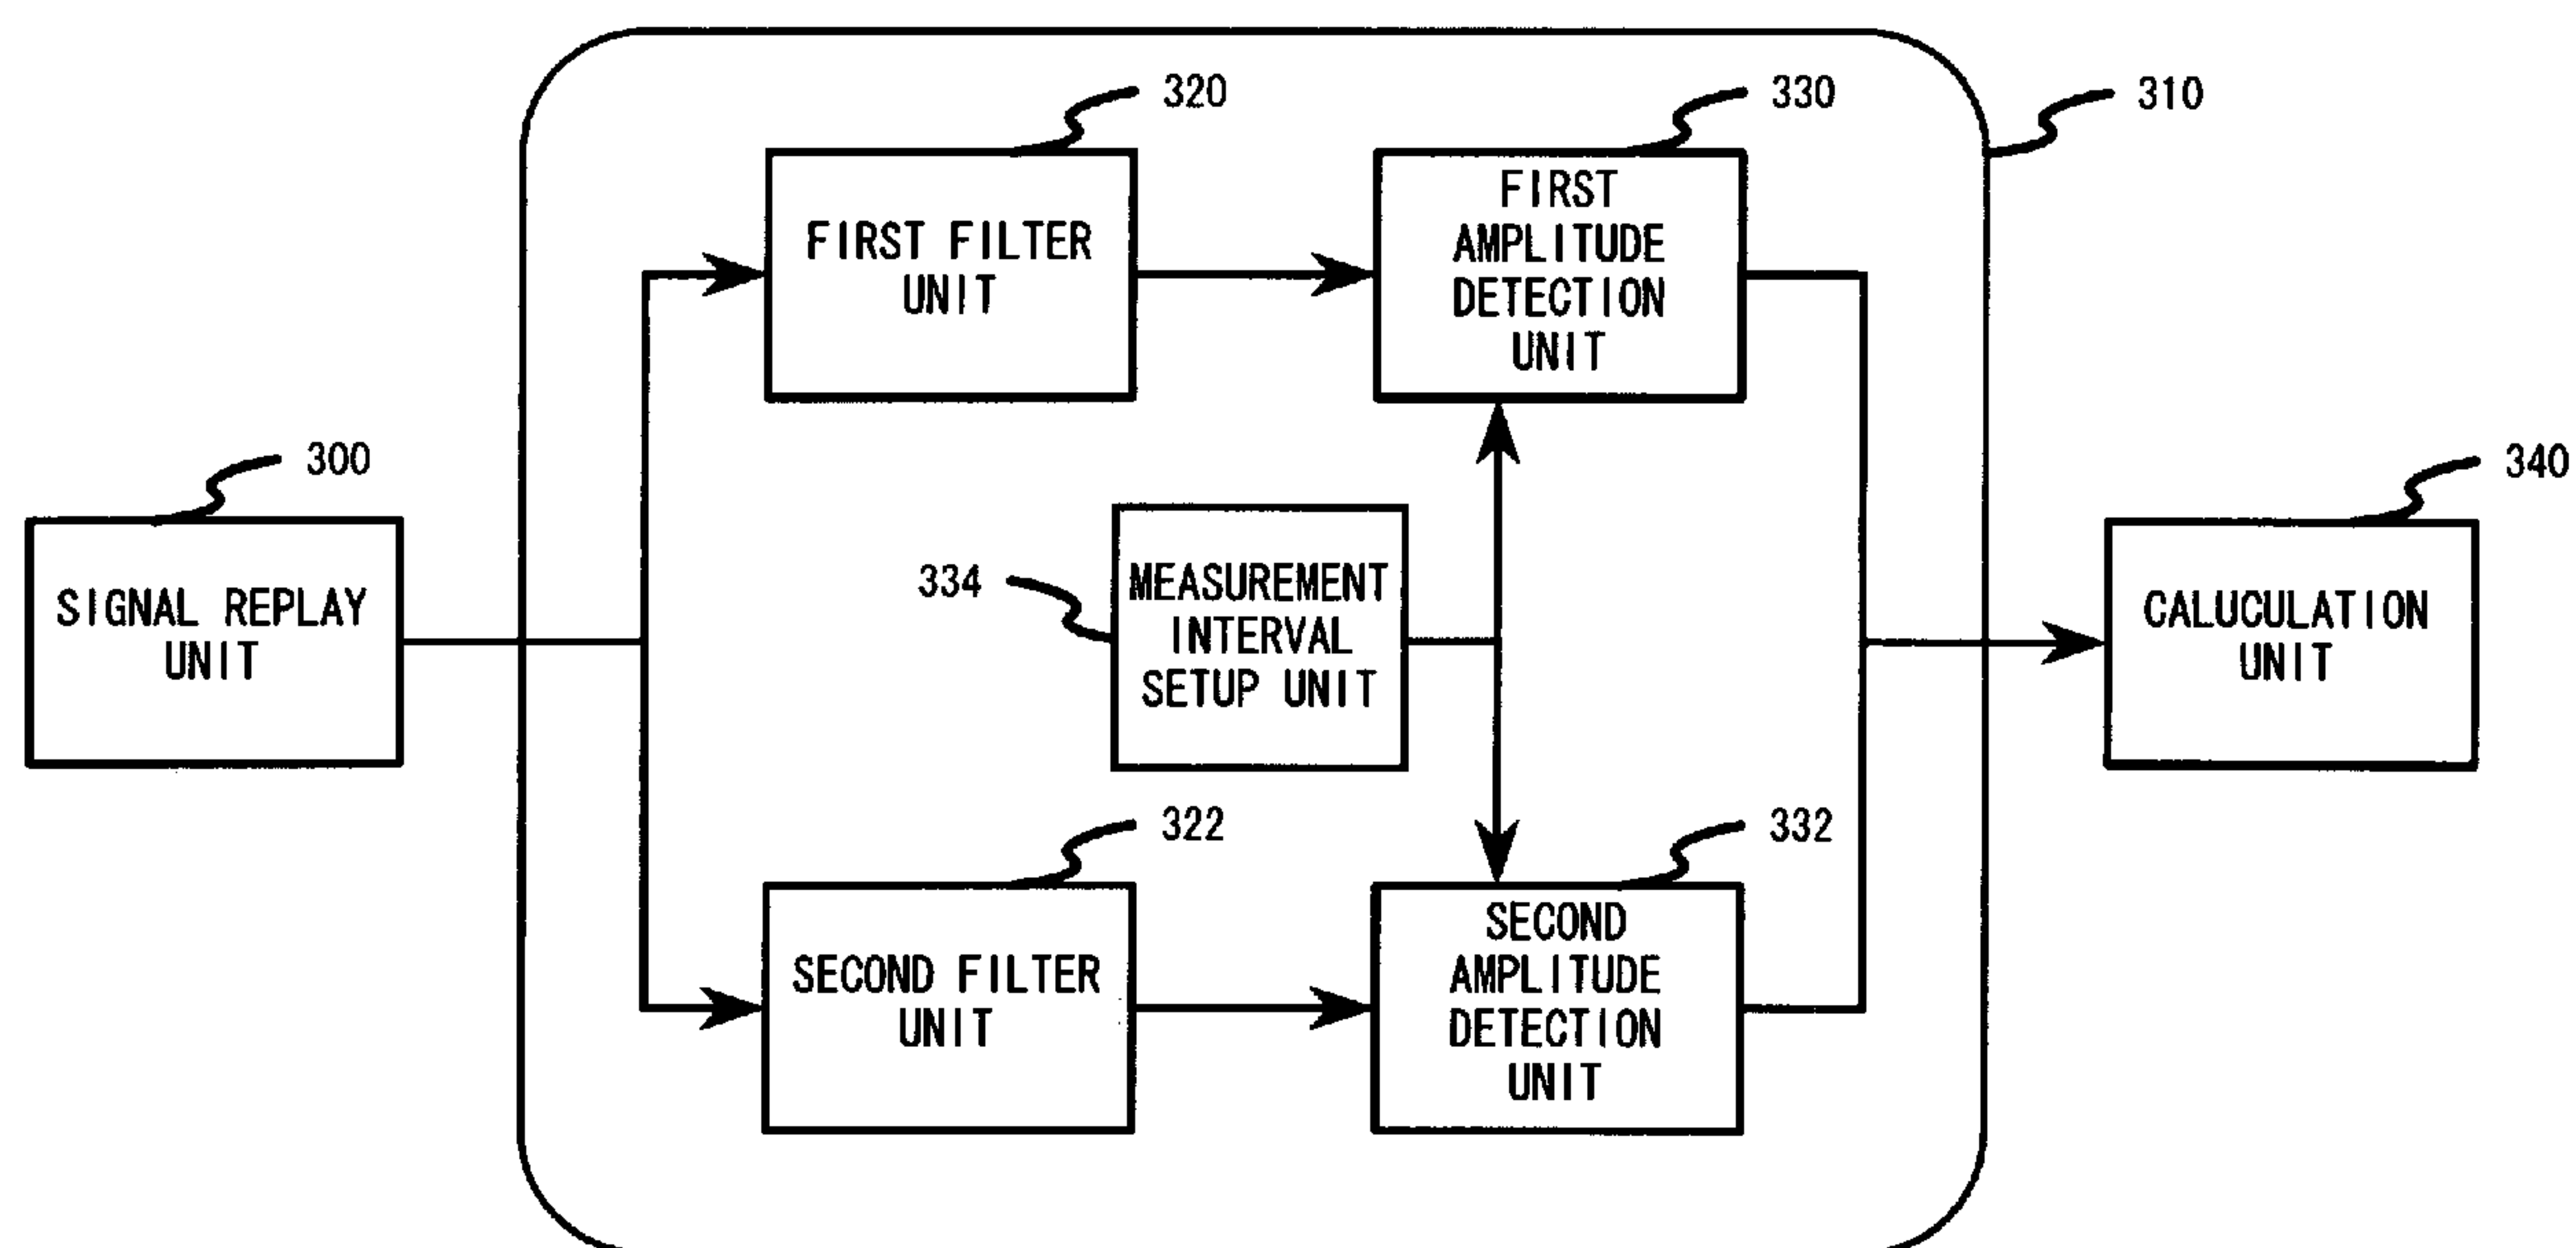 320
330
310
FIRST FILTER
UNIT
FIRST
AMPLITUDE
DETECTION
UNIT
300
340
SIGNAL REPLAY
UNIT
334
MEASUREMENT
INTERVAL
SETUP UNIT
CALUCULATION
UNIT
322
332
SECOND FILTER
UNIT
SECOND
AMPLITUDE
DETECTION
UNIT